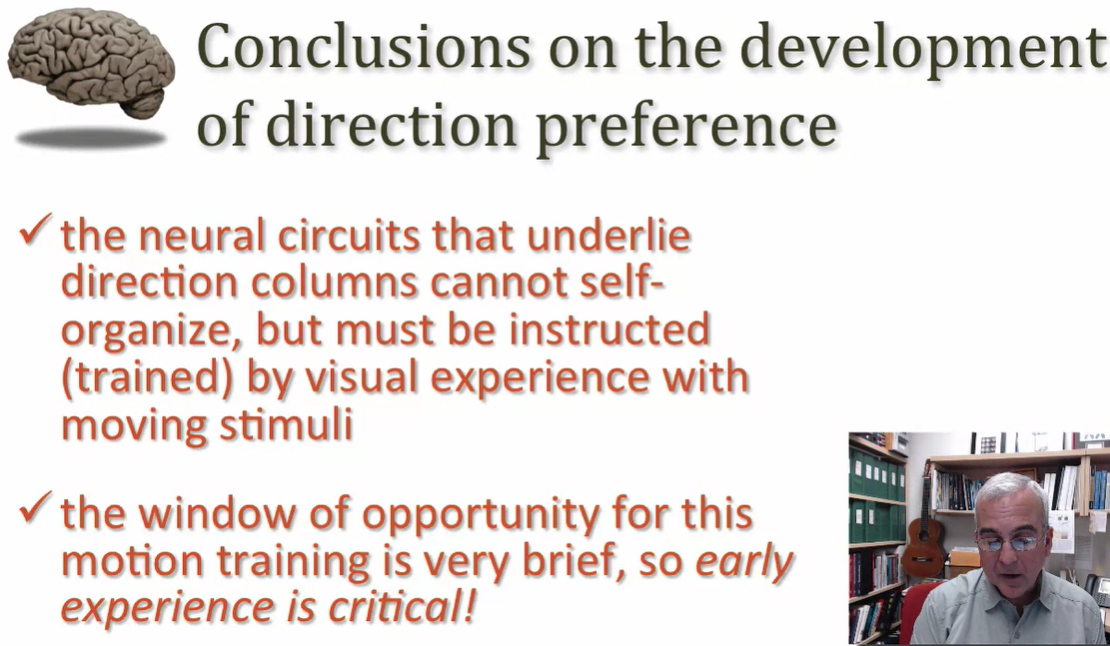 Conclusions on the development
of direction preference
✓ the neural circuits that underlie
direction columns cannot self-
organize, but must be instructed
(trained) by visual experience with
moving stimuli
✓ the window of opportunity for this
motion training is very brief, so early
experience is critical!